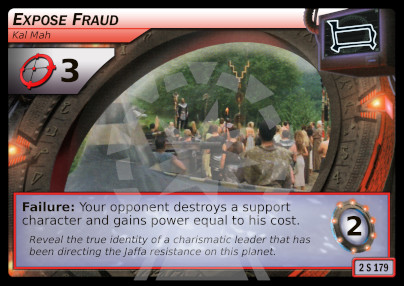 EXPOSE FRAUD
Kal Mah
3
Failure: Your opponent destroys a support
character and gains power equal to his cost.
2
Reveal the true identity of a charismatic leader that has
been directing the Jaffa resistance on this planet.
2 S 179